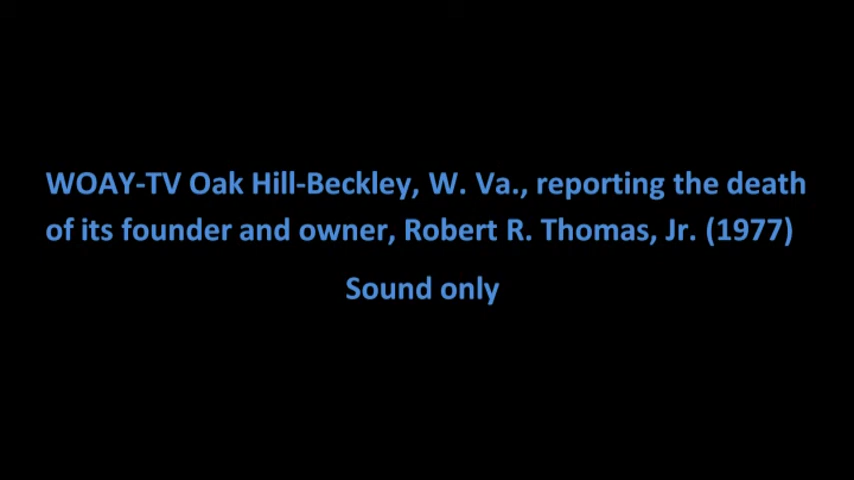 WOAY-TV Oak Hill-Beckley, W. Va., reporting the death
of its founder and owner, Robert R. Thomas, Jr. (1977)
Sound only